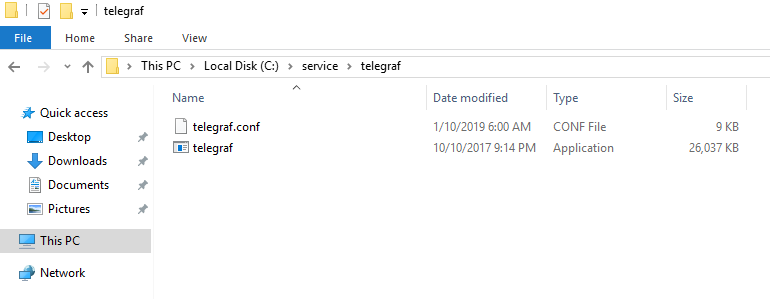 telegraf
File Home Share View
This PC Local Disk (C:) service telegraf
Name Date modified Type Size
Quick access
Desktop
Downloads
Documents
Pictures
This PC
Network
telegraf.conf 1/10/2019 6:00 AM CONF File 9 KB
telegraf 10/10/2017 9:14 PM Application 26,037 KB